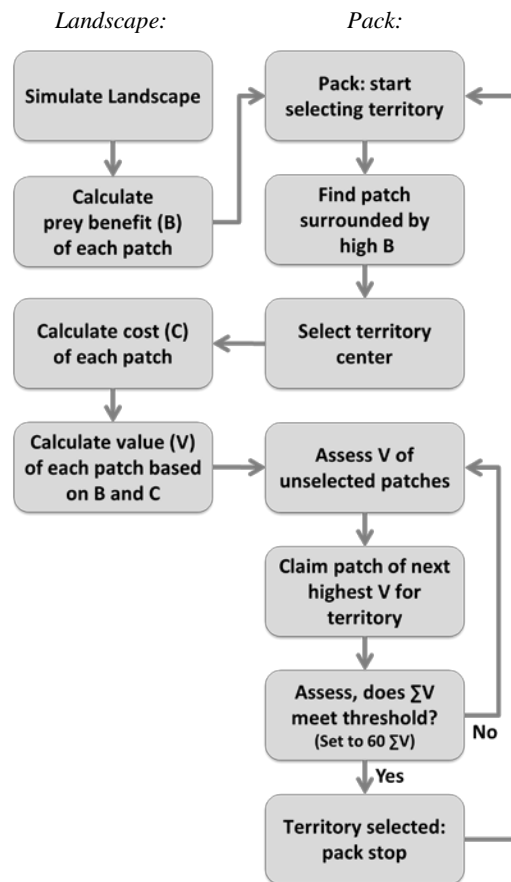 Landscape:
Pack:
Simulate Landscape
Pack: start
selecting territory
Calculate
prey benefit (B)
of each patch
Find patch
surrounded by
high B
Calculate cost (C)
of each patch
Select territory
center
Calculate value (V)
of each patch based
on B and C
Assess V of
unselected patches
Claim patch of next
highest V for
territory
Assess, does ∑V
meet threshold?
(Set to 60 ∑V)
No
Yes
Territory selected:
pack stop